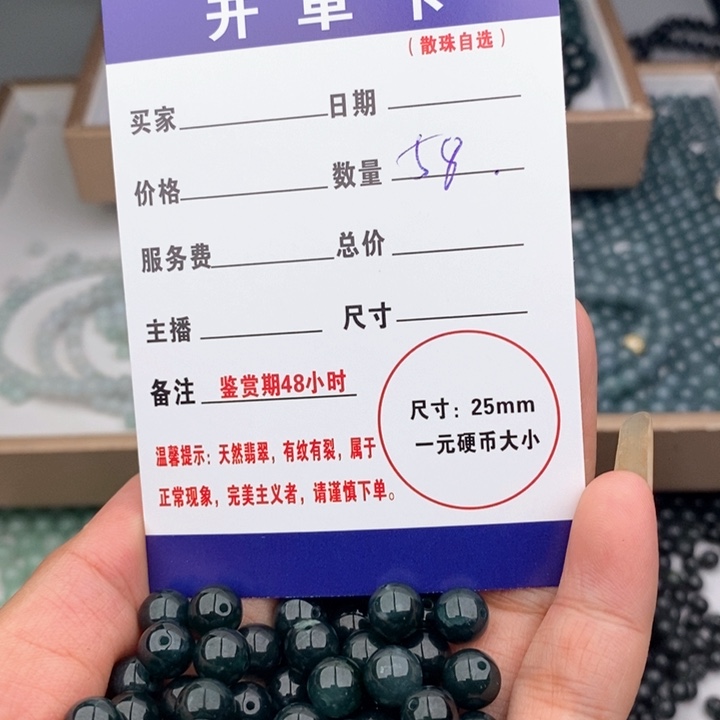 开单卡
（散珠自选）
买家 日期
价格 数量 58.
服务费 总价
主播 尺寸
备注 鉴赏期48小时
尺寸：25mm
一元硬币大小
温馨提示：天然翡翠，有纹有裂，属于
正常现象，完美主义者，请谨慎下单。